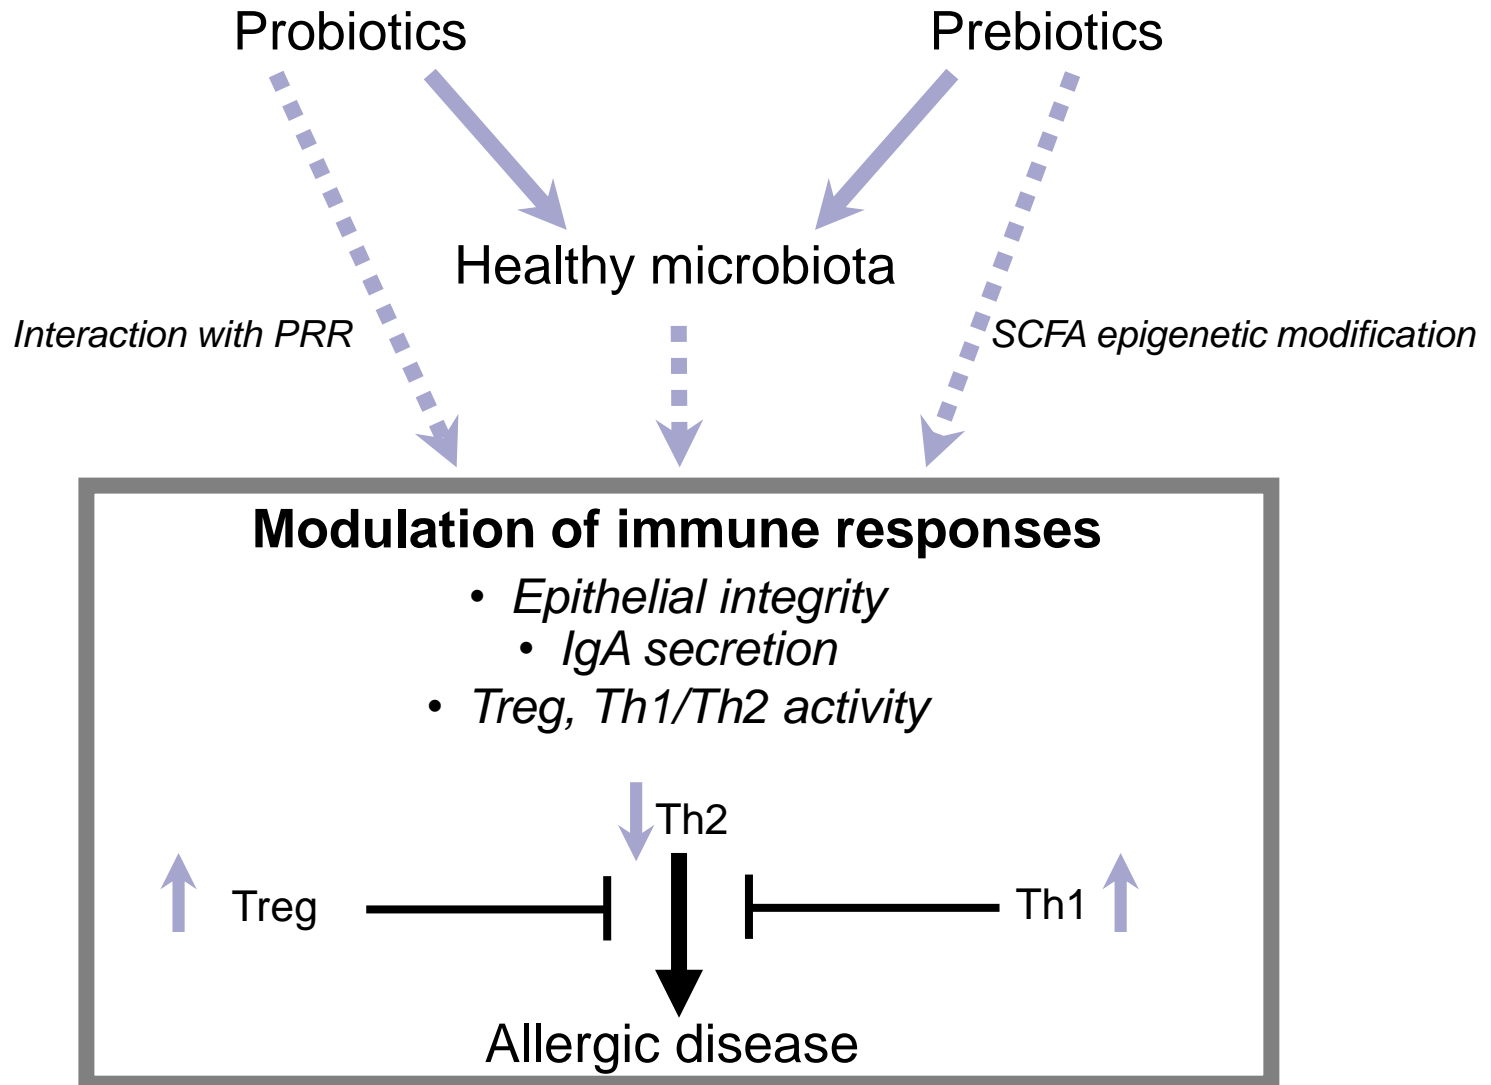 Probiotics
Prebiotics
Healthy microbiota
Interaction with PRR
SCFA epigenetic modification
Modulation of immune responses
• Epithelial integrity
• IgA secretion
• Treg, Th1/Th2 activity
Th2
Treg
Th1
Allergic disease